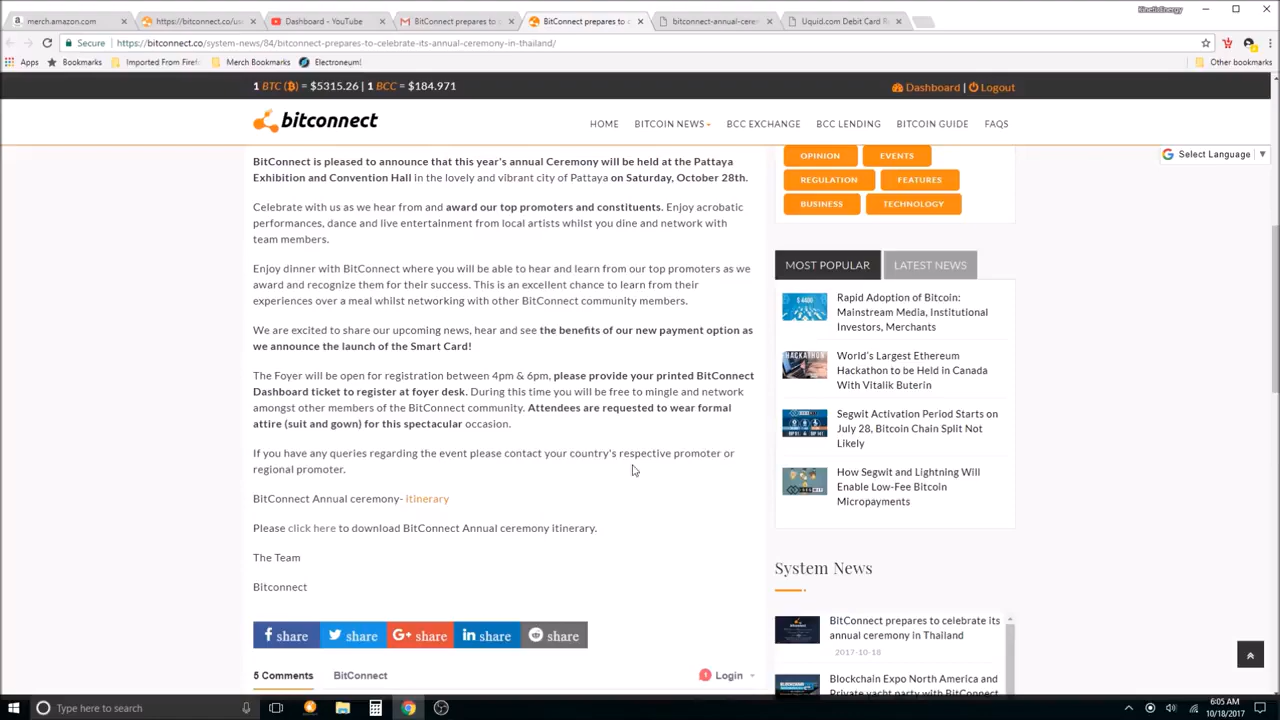 KineticEnergy
merch.amazon.com
https://bitconnect.co/us
Dashboard - YouTube
BitConnect prepares to c
BitConnect prepares to c
bitconnect-annual-cere
Uquid.com Debit Card R
Secure
https://bitconnect.co/system-news/84/bitconnect-prepares-to-celebrate-its-annual-ceremony-in-thailand/
Apps
Bookmarks
Imported From Firef
Merch Bookmarks
Electroneum!
Other bookmarks
1 BTC (₿) = $5315.26 | 1 BCC = $184.971
Dashboard | Logout
bitconnect
HOME
BITCOIN NEWS
BCC EXCHANGE
BCC LENDING
BITCOIN GUIDE
FAQS
Select Language
BitConnect is pleased to announce that this year's annual Ceremony will be held at the Pattaya
Exhibition and Convention Hall in the lovely and vibrant city of Pattaya on Saturday, October 28th.
Celebrate with us as we hear from and award our top promoters and constituents. Enjoy acrobatic
performances, dance and live entertainment from local artists whilst you dine and network with
team members.
Enjoy dinner with BitConnect where you will be able to hear and learn from our top promoters as we
award and recognize them for their success. This is an excellent chance to learn from their
experiences over a meal whilst networking with other BitConnect community members.
We are excited to share our upcoming news, hear and see the benefits of our new payment option as
we announce the launch of the Smart Card!
The Foyer will be open for registration between 4pm & 6pm, please provide your printed BitConnect
Dashboard ticket to register at foyer desk. During this time you will be free to mingle and network
amongst other members of the BitConnect community. Attendees are requested to wear formal
attire (suit and gown) for this spectacular occasion.
If you have any queries regarding the event please contact your country's respective promoter or
regional promoter.
BitConnect Annual ceremony- itinerary
Please click here to download BitConnect Annual ceremony itinerary.
The Team
Bitconnect
share
share
share
share
share
5 Comments
BitConnect
1
Login
OPINION
EVENTS
REGULATION
FEATURES
BUSINESS
TECHNOLOGY
MOST POPULAR
LATEST NEWS
Rapid Adoption of Bitcoin:
Mainstream Media, Institutional
Investors, Merchants
HACKATHON
World's Largest Ethereum
Hackathon to be Held in Canada
With Vitalik Buterin
Segwit Activation Period Starts on
July 28, Bitcoin Chain Split Not
Likely
How Segwit and Lightning Will
Enable Low-Fee Bitcoin
Micropayments
System News
BitConnect prepares to celebrate its
annual ceremony in Thailand
2017-10-18
Blockchain Expo North America and
Private yacht party with BitConnect
Type here to search
6:05 AM
10/18/2017